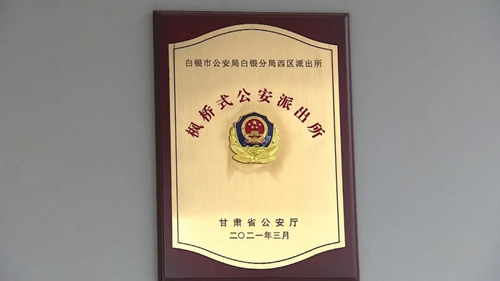 白银市公安局白银分局西区派出所
枫桥式公安派出所
甘肃省公安厅
二〇二一年三月